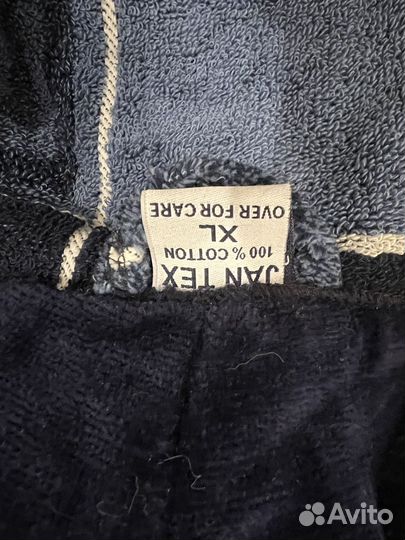 JAN TEX
100 % COTTON
XL
OVER FOR CARE
Avito